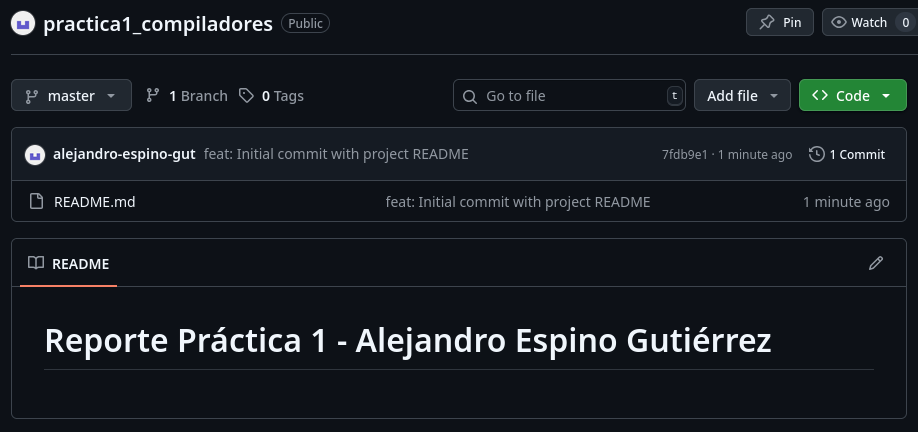 practica1_compiladores Public Pin Watch 0
master 1 Branch 0 Tags Go to file t Add file Code
alejandro-espino-gut feat: Initial commit with project README 7fdb9e1 · 1 minute ago 1 Commit
README.md feat: Initial commit with project README 1 minute ago
README
Reporte Práctica 1 - Alejandro Espino Gutiérrez